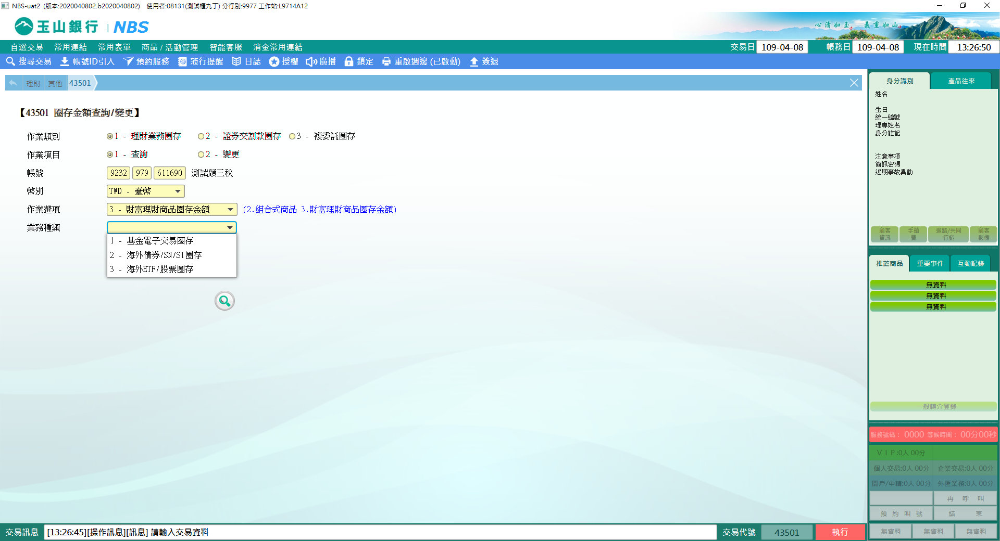 NBS-uat2 (版本:2020040802.b2020040802) 使用者:08131(測試櫃九丁) 分行別:9977 工作站:L9714A12
玉山銀行 | NBS
心清如玉 義重如山
自選交易 常用連結 常用表單 商品 / 活動管理 智能客服 消金常用連結 交易日 109-04-08 帳務日 109-04-08 現在時間 13:26:50
搜尋交易 帳號ID引入 預約服務 蒞行提醒 日誌 授權 廣播 鎖定 重啟週邊 (已啟動) 簽退
理財 其他 43501
【43501 圈存金額查詢/變更】
作業類別 1 - 理財業務圈存 2 - 證券交割款圈存 3 - 複委託圈存
作業項目 1 - 查詢 2 - 變更
帳號 9232 979 611690 測試顏三秋
幣別 TWD - 臺幣
作業選項 3 - 財富理財商品圈存金額 (2.組合式商品 3.財富理財商品圈存金額)
業務種類
1 - 基金電子交易圈存
2 - 海外債券/SN/SI圈存
3 - 海外ETF/股票圈存
身分識別 產品往來
姓名
生日
統一編號
理專姓名
身分註記
注意事項
簡訊密碼
近期事故異動
顧客資訊 手續費 通路/共同行銷 顧客影像
推薦商品 重要事件 互動記錄
無資料
無資料
無資料
一般轉介登錄
服務號碼： 0000 等候時間： 00分00秒
ＶＩＰ:0人 00分
個人交易:0人 00分 企業交易:0人 00分
開戶/申請:0人 00分 外匯業務:0人 00分
再 呼 叫
預 約 叫 號 結 束
無資料 無資料 無資料
交易訊息 [13:26:45][操作訊息][訊息] 請輸入交易資料 交易代號 43501 執行